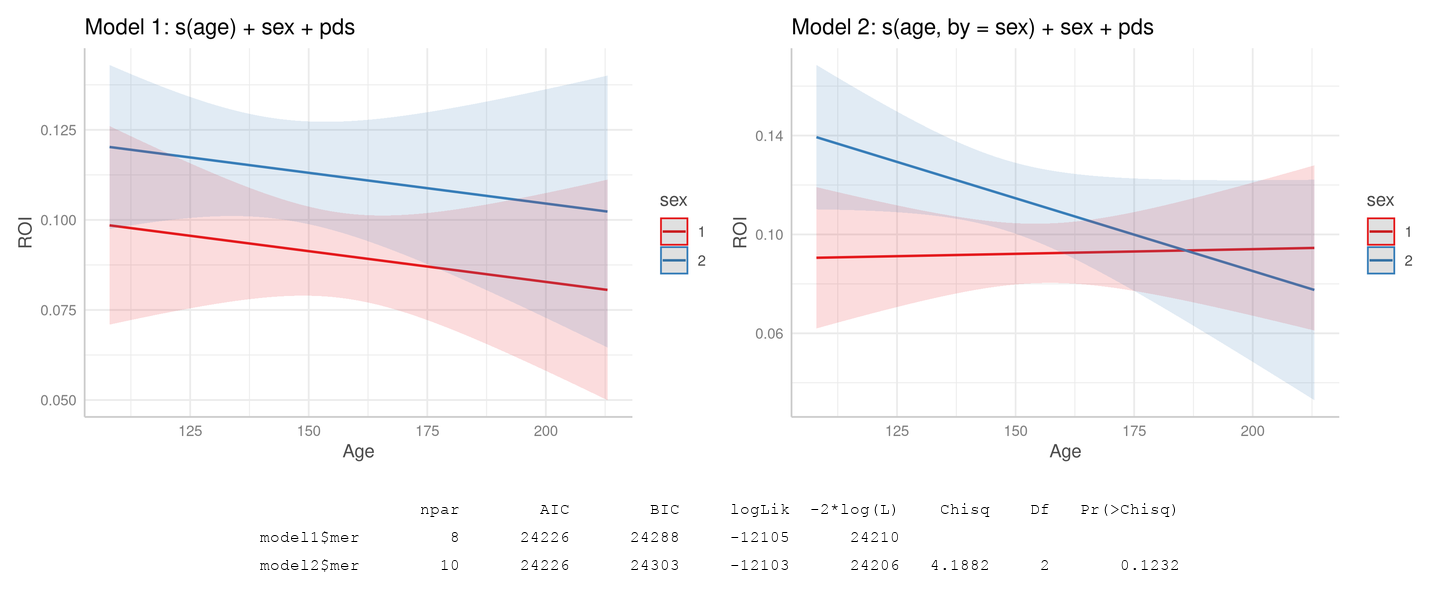 Model 1: s(age) + sex + pds
ROI
0.125
0.100
0.075
0.050
125 150 175 200
Age
sex
1
2
Model 2: s(age, by = sex) + sex + pds
ROI
0.14
0.10
0.06
125 150 175 200
Age
sex
1
2
npar AIC BIC logLik -2*log(L) Chisq Df Pr(>Chisq)
model1$mer 8 24226 24288 -12105 24210
model2$mer 10 24226 24303 -12103 24206 4.1882 2 0.1232